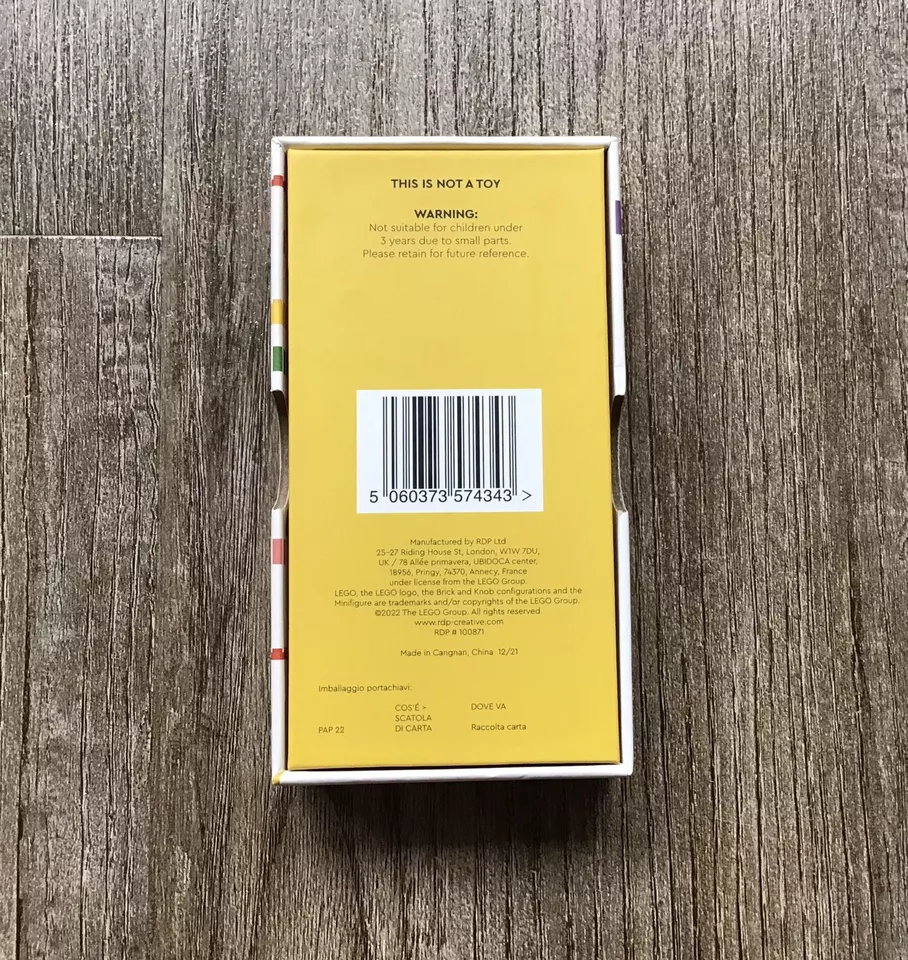 THIS IS NOT A TOY
WARNING:
Not suitable for children under
3 years due to small parts.
Please retain for future reference.
5 060373 574343 >
Manufactured by RDP Ltd
25-27 Riding House St, London, W1W 7DU,
UK / 78 Allée primavera, UBIDOCA center,
18956, Pringy, 74370, Annecy, France
under license from the LEGO Group.
LEGO, the LEGO logo, the Brick and Knob configurations and the
Minifigure are trademarks and/or copyrights of the LEGO Group.
©2022 The LEGO Group. All rights reserved.
www.rdp-creative.com
RDP # 100871
Made in Cangnan, China 12/21
Imballaggio portachiavi:
COS'É > DOVE VA
SCATOLA
PAP 22 DI CARTA Raccolta carta